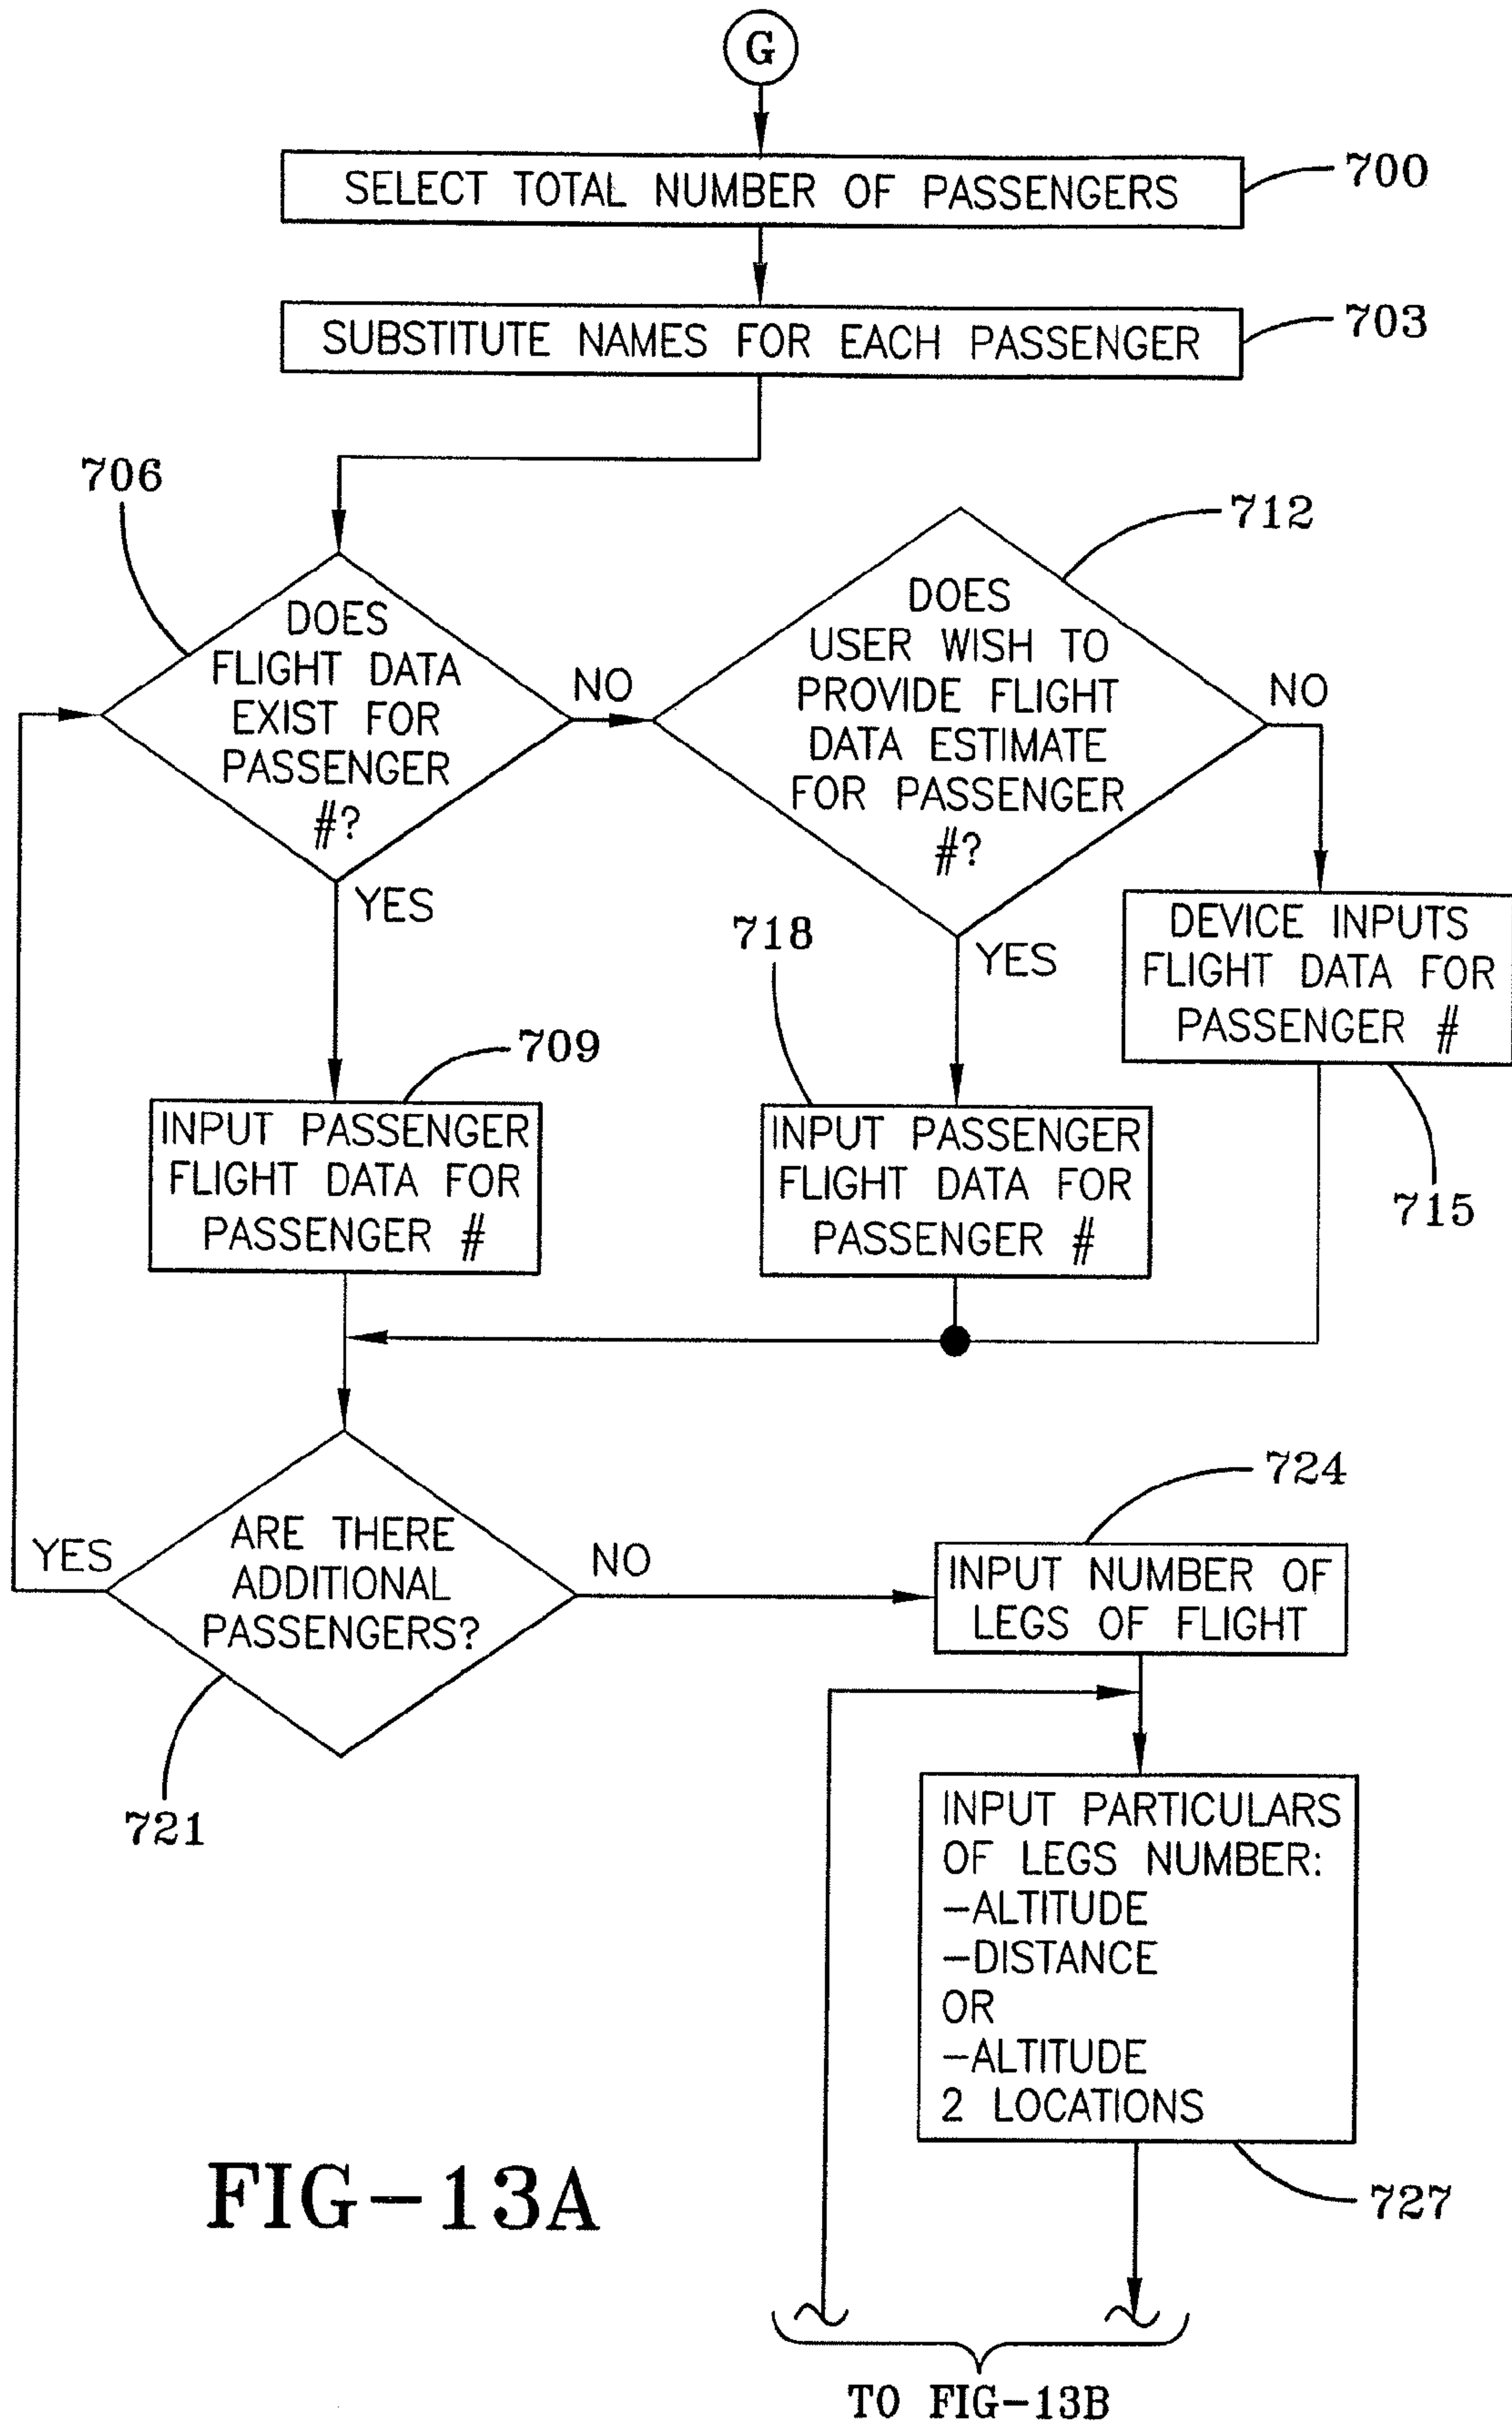 G
SELECT TOTAL NUMBER OF PASSENGERS
700
SUBSTITUTE NAMES FOR EACH PASSENGER
703
706
DOES
FLIGHT DATA
EXIST FOR
PASSENGER
#?
NO
YES
712
DOES
USER WISH TO
PROVIDE FLIGHT
DATA ESTIMATE
FOR PASSENGER
#?
NO
YES
DEVICE INPUTS
FLIGHT DATA FOR
PASSENGER #
715
709
INPUT PASSENGER
FLIGHT DATA FOR
PASSENGER #
718
INPUT PASSENGER
FLIGHT DATA FOR
PASSENGER #
YES
ARE THERE
ADDITIONAL
PASSENGERS?
NO
721
724
INPUT NUMBER OF
LEGS OF FLIGHT
INPUT PARTICULARS
OF LEGS NUMBER:
-ALTITUDE
-DISTANCE
OR
-ALTITUDE
2 LOCATIONS
727
FIG-13A
TO FIG-13B